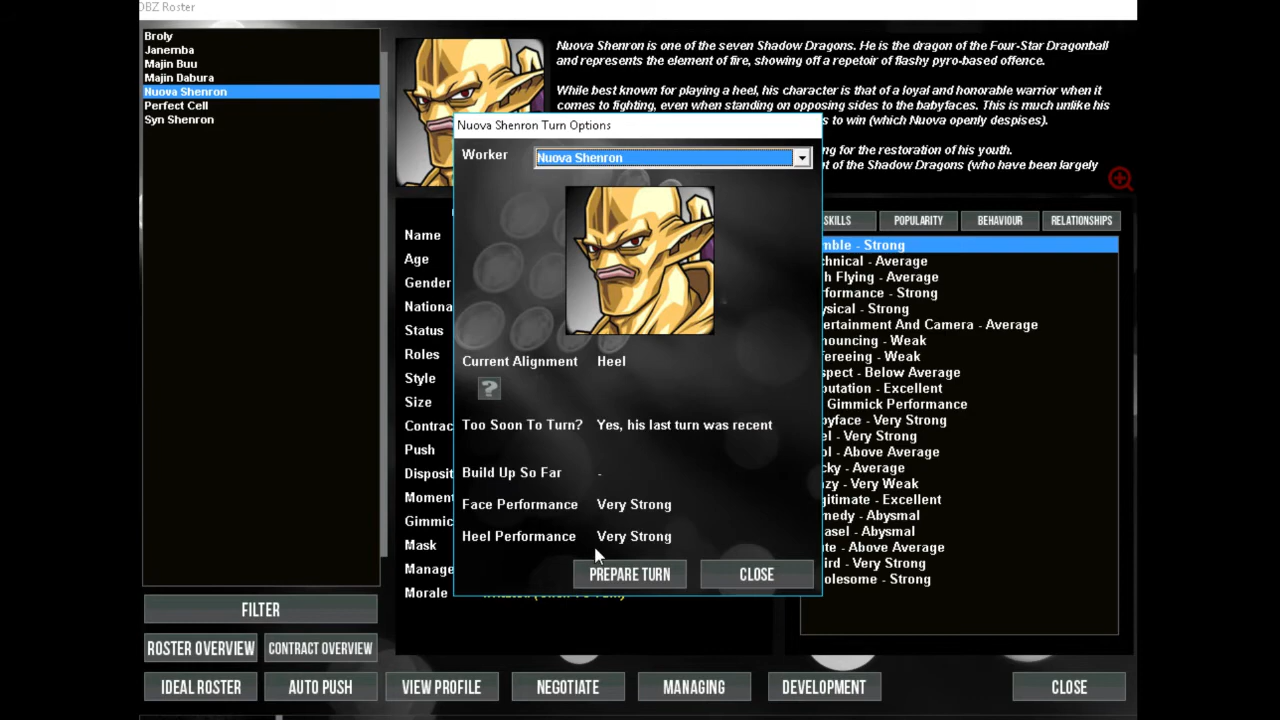 DBZ Roster
Broly
Janemba
Majin Buu
Majin Dabura
Nuova Shenron
Perfect Cell
Syn Shenron
FILTER
ROSTER OVERVIEW
CONTRACT OVERVIEW
IDEAL ROSTER
AUTO PUSH
VIEW PROFILE
NEGOTIATE
MANAGING
DEVELOPMENT
CLOSE
Nuova Shenron is one of the seven Shadow Dragons. He is the dragon of the Four-Star Dragonball
and represents the element of fire, showing off a repetoir of flashy pyro-based offence.
While best known for playing a heel, his character is that of a loyal and honorable warrior when it
comes to fighting, even when standing on opposing sides to the babyfaces. This is much unlike his
s to win (which Nuova openly despises).
ng for the restoration of his youth.
nt of the Shadow Dragons (who have been largely
Name
Age
Gender
Nationa
Status
Roles
Style
Size
Contrac
Push
Disposit
Moment
Gimmic
Mask
Manage
Morale
Nuova Shenron Turn Options
Worker
Nuova Shenron
Current Alignment Heel
?
Too Soon To Turn? Yes, his last turn was recent
Build Up So Far -
Face Performance Very Strong
Heel Performance Very Strong
PREPARE TURN
CLOSE
SKILLS
POPULARITY
BEHAVIOUR
RELATIONSHIPS
mble - Strong
chnical - Average
h Flying - Average
formance - Strong
ysical - Strong
ertainment And Camera - Average
nouncing - Weak
fereeing - Weak
spect - Below Average
putation - Excellent
Gimmick Performance
byface - Very Strong
el - Very Strong
ol - Above Average
cky - Average
azy - Very Weak
gitimate - Excellent
medy - Abysmal
asel - Abysmal
ute - Above Average
ird - Very Strong
olesome - Strong